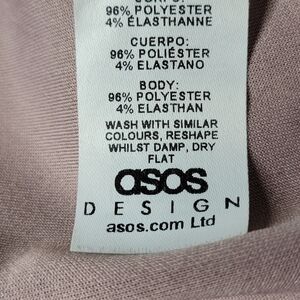 96% POLYESTER
4% ÉLASTHANNE
CUERPO:
96% POLIÉSTER
4% ELASTANO
BODY:
96% POLYESTER
4% ELASTHAN
WASH WITH SIMILAR
COLOURS, RESHAPE
WHILST DAMP, DRY
FLAT
asos
DESIGN
asos.com Ltd